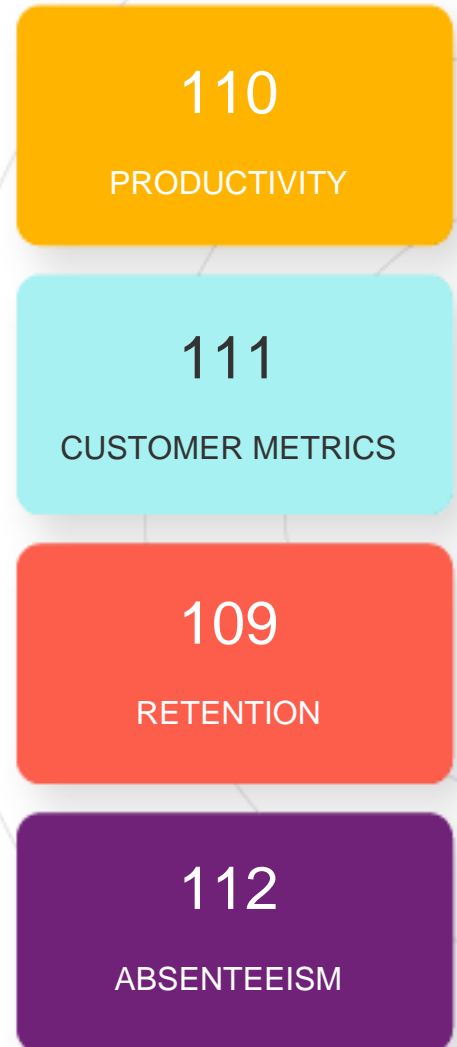 110
PRODUCTIVITY
111
CUSTOMER METRICS
109
RETENTION
112
ABSENTEEISM